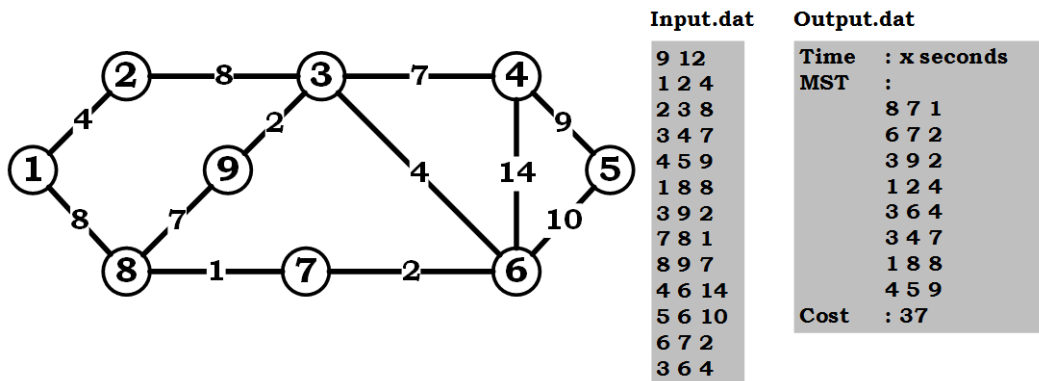 2 8 3 7 4
4 2 9
1 9 4 14 5
8 7 10
8 1 7 2 6
Input.dat
9 12
1 2 4
2 3 8
3 4 7
4 5 9
1 8 8
3 9 2
7 8 1
8 9 7
4 6 14
5 6 10
6 7 2
3 6 4
Output.dat
Time : x seconds
MST :
8 7 1
6 7 2
3 9 2
1 2 4
3 6 4
3 4 7
1 8 8
4 5 9
Cost : 37